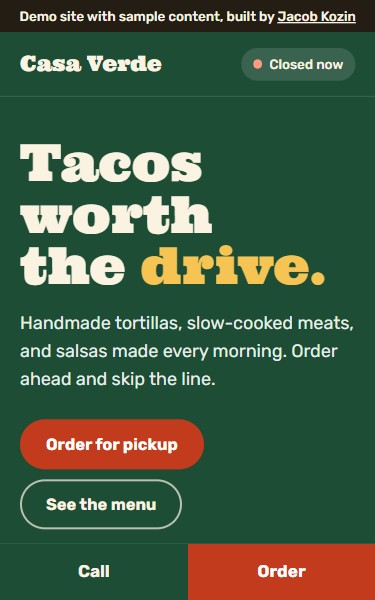 Demo site with sample content, built by Jacob Kozin
Casa Verde
Closed now
Tacos
worth
the drive.
Handmade tortillas, slow-cooked meats,
and salsas made every morning. Order
ahead and skip the line.
Order for pickup
See the menu
Call
Order